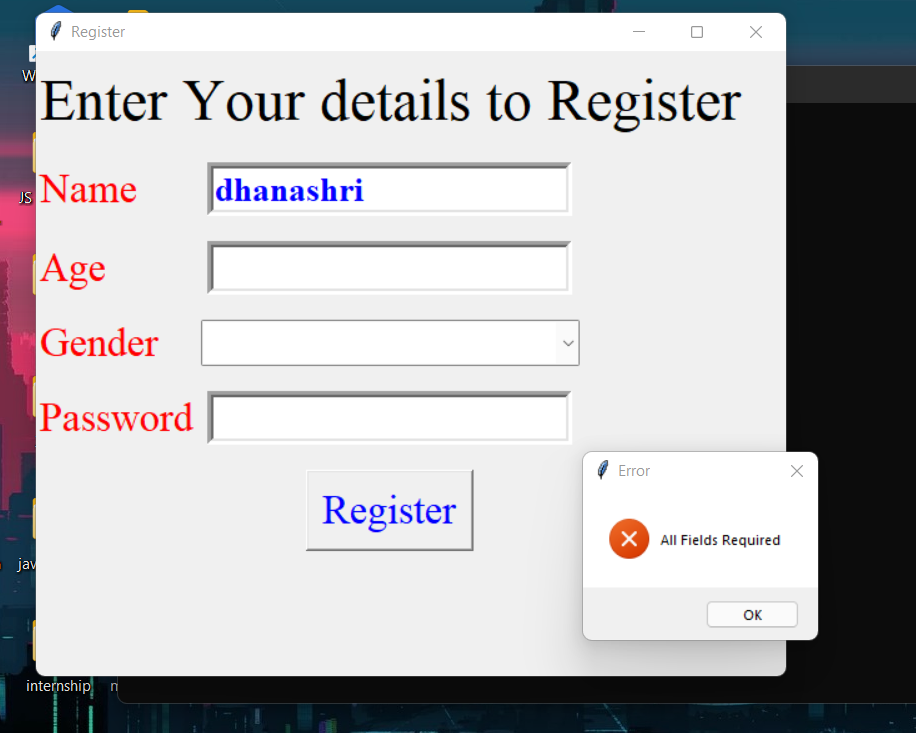 Register
W
Enter Your details to Register
JS
Name
dhanashri
Age
Gender
Password
Error
Register
All Fields Required
jav
OK
internship